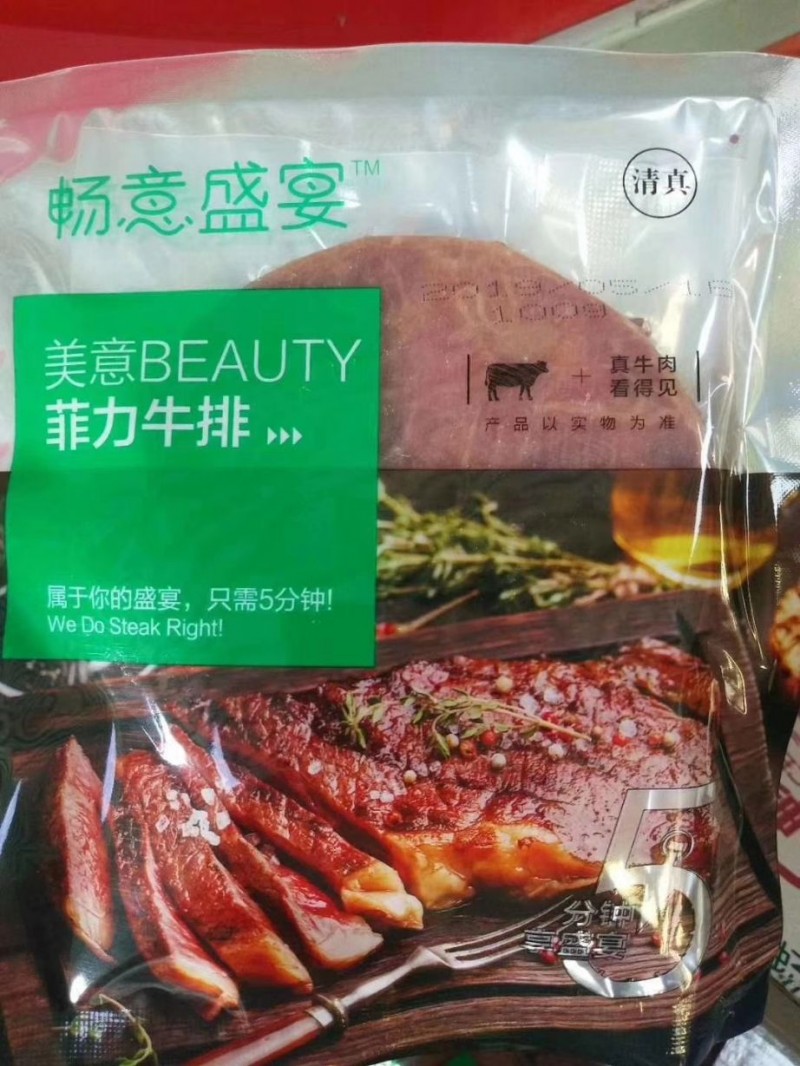 畅意盛宴™
清真
2019/05/16
100g
美意BEAUTY
菲力牛排
真牛肉
看得见
产品以实物为准
属于你的盛宴，只需5分钟!
We Do Steak Right!
5
分钟
享盛宴